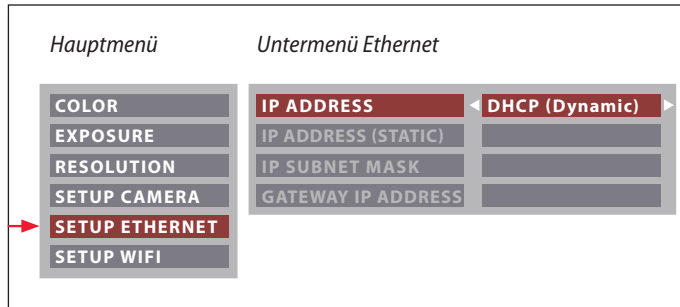 Hauptmenü
Untermenü Ethernet
COLOR
EXPOSURE
RESOLUTION
SETUP CAMERA
SETUP ETHERNET
SETUP WIFI
IP ADDRESS DHCP (Dynamic)
IP ADDRESS (STATIC)
IP SUBNET MASK
GATEWAY IP ADDRESS